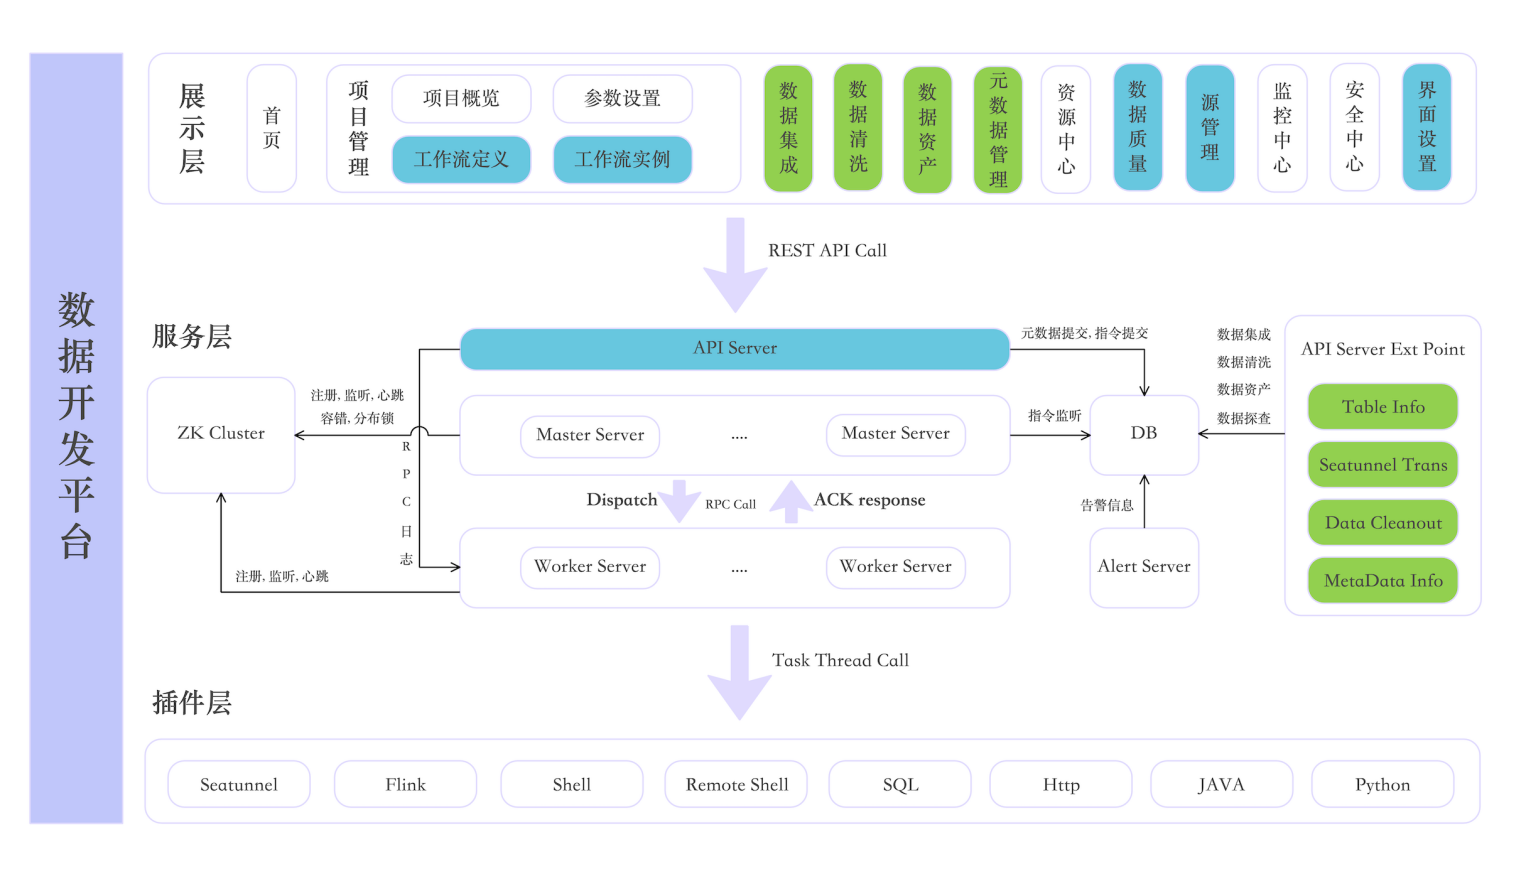 数据开发平台
展示层
首页
项目管理
项目概览
参数设置
工作流定义
工作流实例
数据集成
数据清洗
数据资产
元数据管理
资源中心
数据质量
源管理
监控中心
安全中心
界面设置
REST API Call
服务层
API Server
元数据提交, 指令提交
数据集成
数据清洗
数据资产
数据探查
API Server Ext Point
Table Info
Seatunnel Trans
Data Cleanout
MetaData Info
ZK Cluster
注册, 监听, 心跳
容错, 分布锁
RPC日志
Master Server
....
Master Server
指令监听
DB
Dispatch
RPC Call
ACK response
告警信息
Worker Server
....
Worker Server
Alert Server
注册, 监听, 心跳
Task Thread Call
插件层
Seatunnel
Flink
Shell
Remote Shell
SQL
Http
JAVA
Python